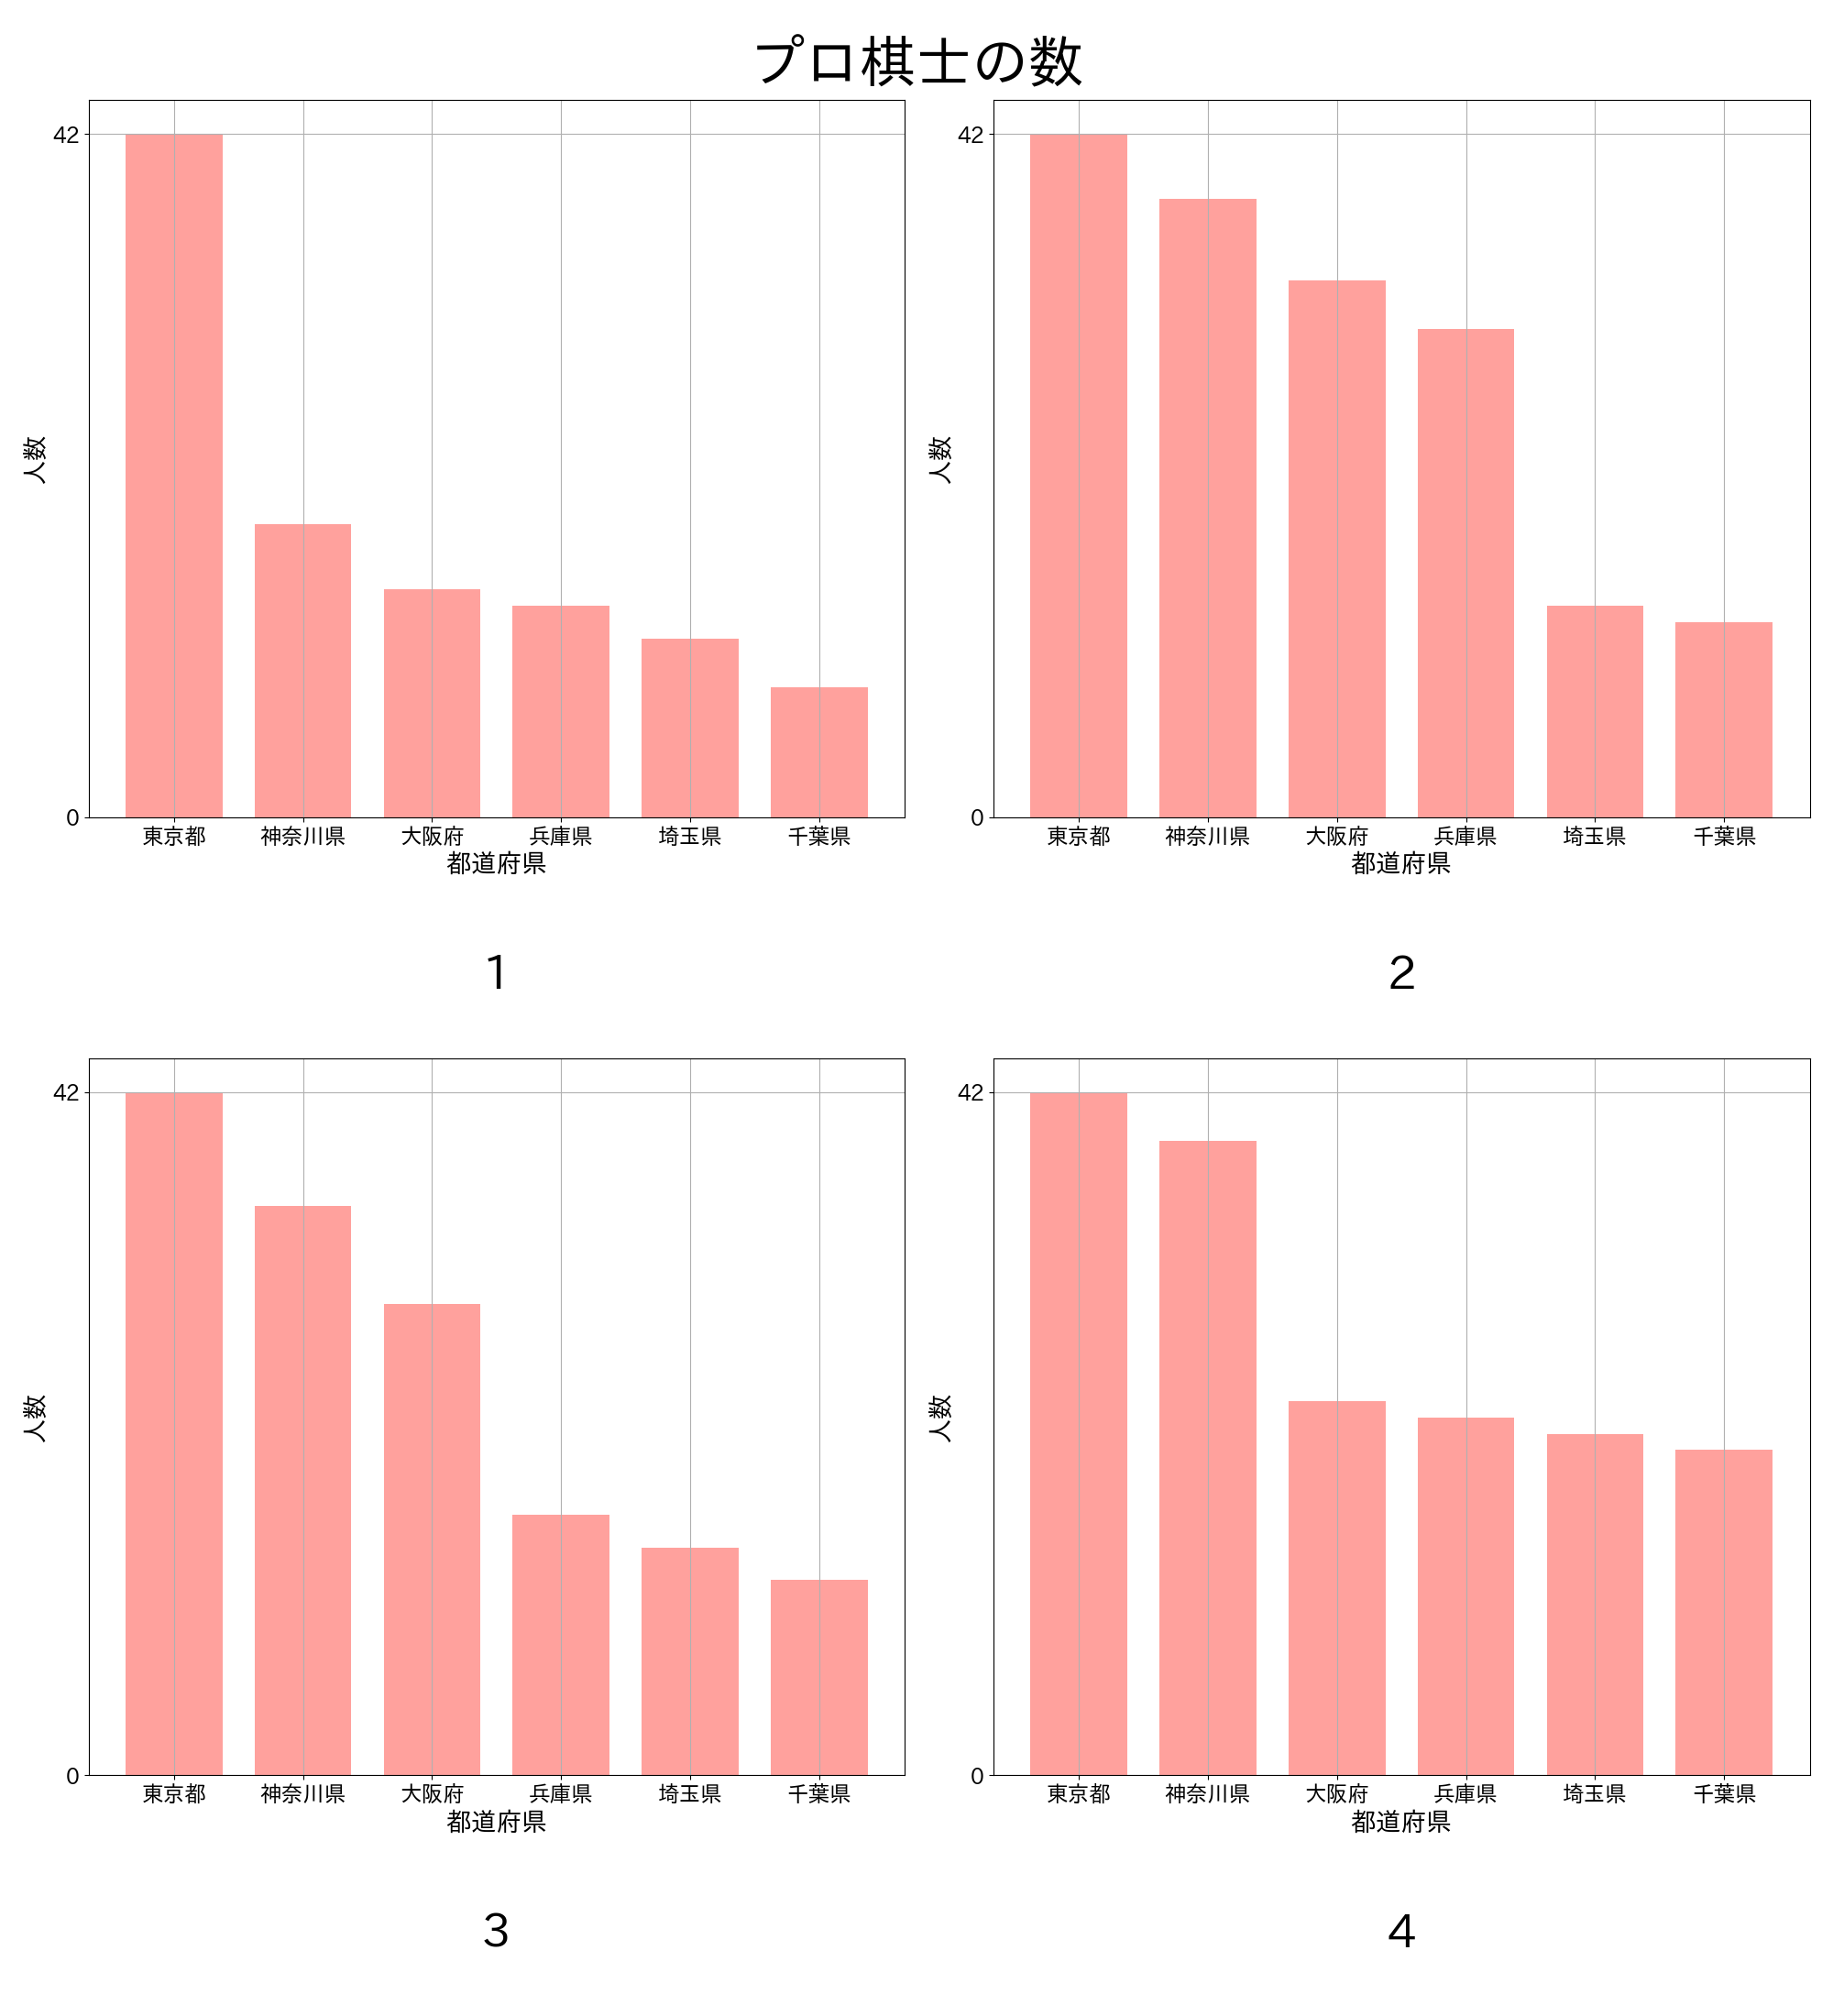 プロ棋士の数
42
0
人数
東京都 神奈川県 大阪府 兵庫県 埼玉県 千葉県
都道府県
1
42
0
人数
東京都 神奈川県 大阪府 兵庫県 埼玉県 千葉県
都道府県
2
42
0
人数
東京都 神奈川県 大阪府 兵庫県 埼玉県 千葉県
都道府県
3
42
0
人数
東京都 神奈川県 大阪府 兵庫県 埼玉県 千葉県
都道府県
4